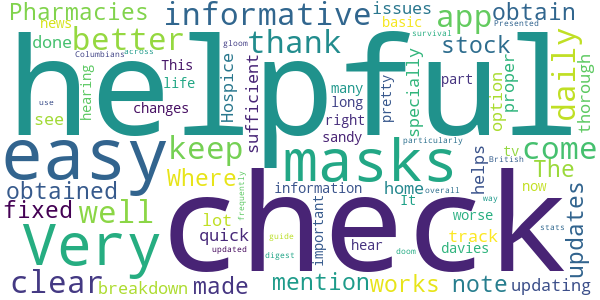 Pharmacies informative app issues obtain
news basic survival Presented
done better thank stock daily
Columbians across gloom
helpful
hearing This life changes Hospice sufficient
many long right sandy pretty specially part
option proper thorough
see keep Where masks The come
easy
obtained information home It tv British now
particularly
fixed well lot quick important hear helps
use frequently updated overall way
Very check
worse track davies stats
clear breakdown made mention works note updating updates
guide digest doom